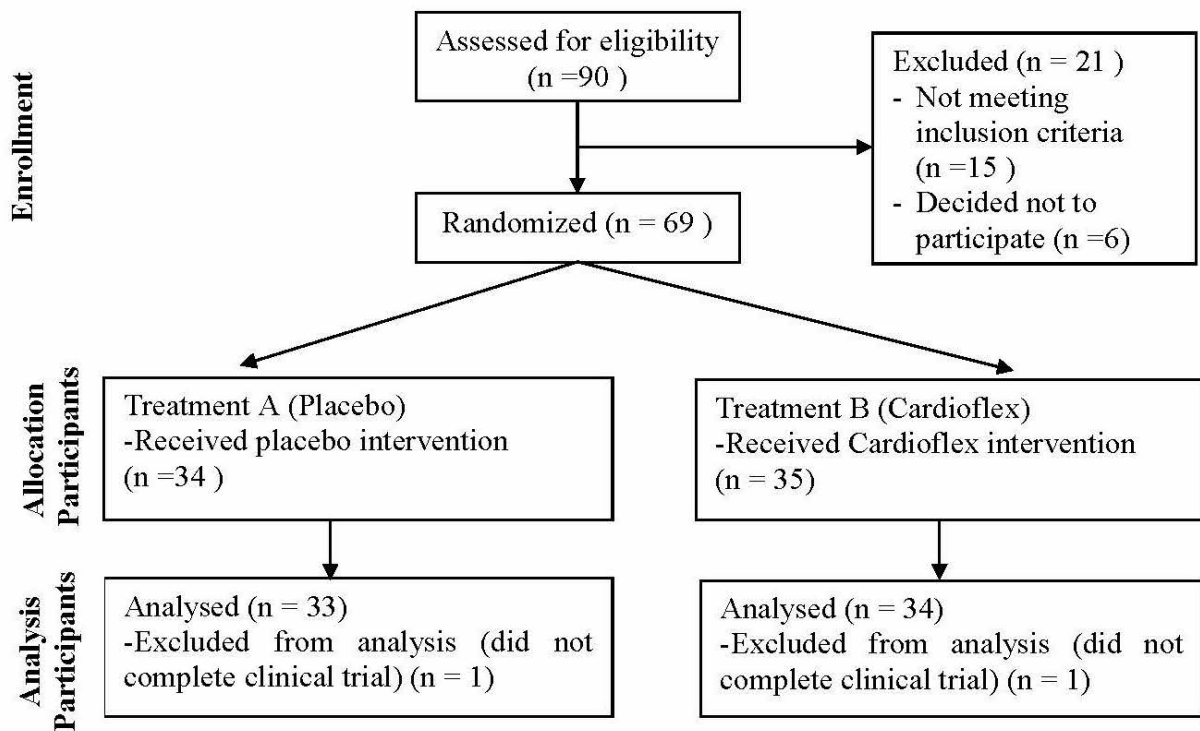 Enrollment
Assessed for eligibility
(n =90 )
Excluded (n = 21 )
- Not meeting
inclusion criteria
(n =15 )
- Decided not to
participate (n =6)
Randomized (n = 69 )
Allocation
Participants
Treatment A (Placebo)
-Received placebo intervention
(n =34 )
Treatment B (Cardioflex)
-Received Cardioflex intervention
(n = 35)
Analysis
Participants
Analysed (n = 33)
-Excluded from analysis (did not
complete clinical trial) (n = 1)
Analysed (n = 34)
-Excluded from analysis (did not
complete clinical trial) (n = 1)